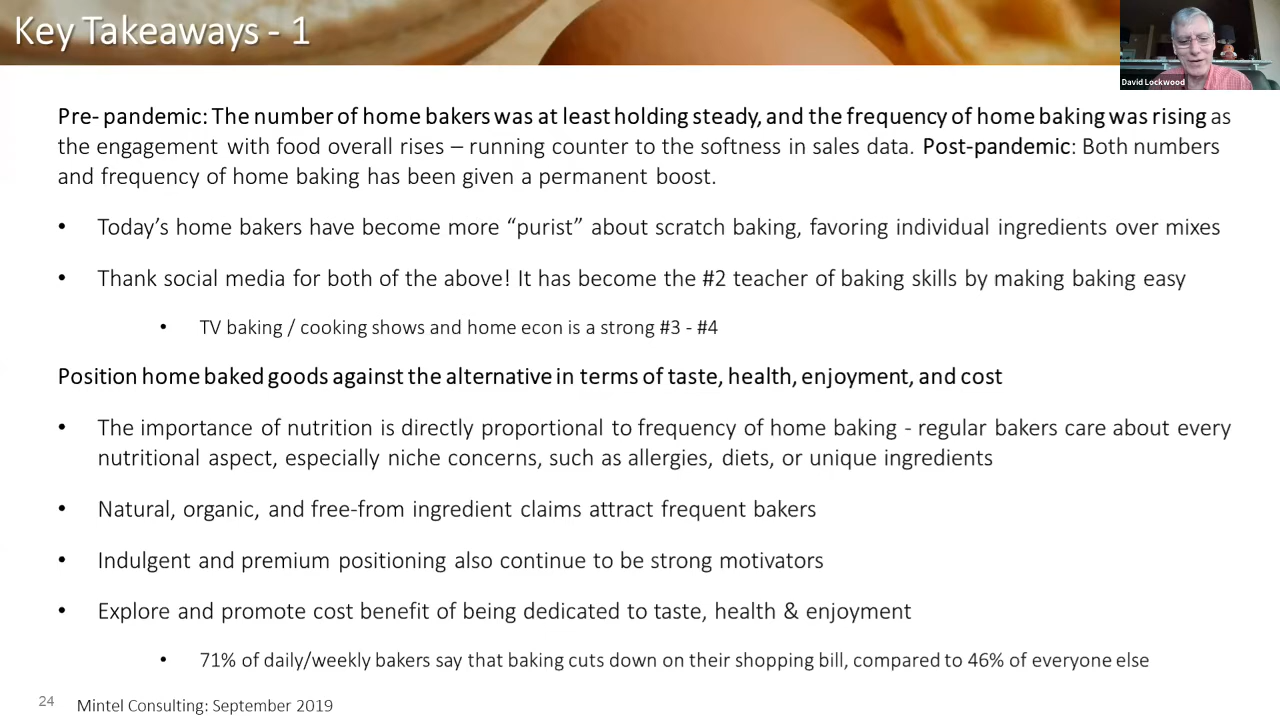 Key Takeaways - 1
David Lockwood
Pre- pandemic: The number of home bakers was at least holding steady, and the frequency of home baking was rising as
the engagement with food overall rises – running counter to the softness in sales data. Post-pandemic: Both numbers
and frequency of home baking has been given a permanent boost.
• Today’s home bakers have become more “purist” about scratch baking, favoring individual ingredients over mixes
• Thank social media for both of the above! It has become the #2 teacher of baking skills by making baking easy
• TV baking / cooking shows and home econ is a strong #3 - #4
Position home baked goods against the alternative in terms of taste, health, enjoyment, and cost
• The importance of nutrition is directly proportional to frequency of home baking - regular bakers care about every
nutritional aspect, especially niche concerns, such as allergies, diets, or unique ingredients
• Natural, organic, and free-from ingredient claims attract frequent bakers
• Indulgent and premium positioning also continue to be strong motivators
• Explore and promote cost benefit of being dedicated to taste, health & enjoyment
• 71% of daily/weekly bakers say that baking cuts down on their shopping bill, compared to 46% of everyone else
24 Mintel Consulting: September 2019